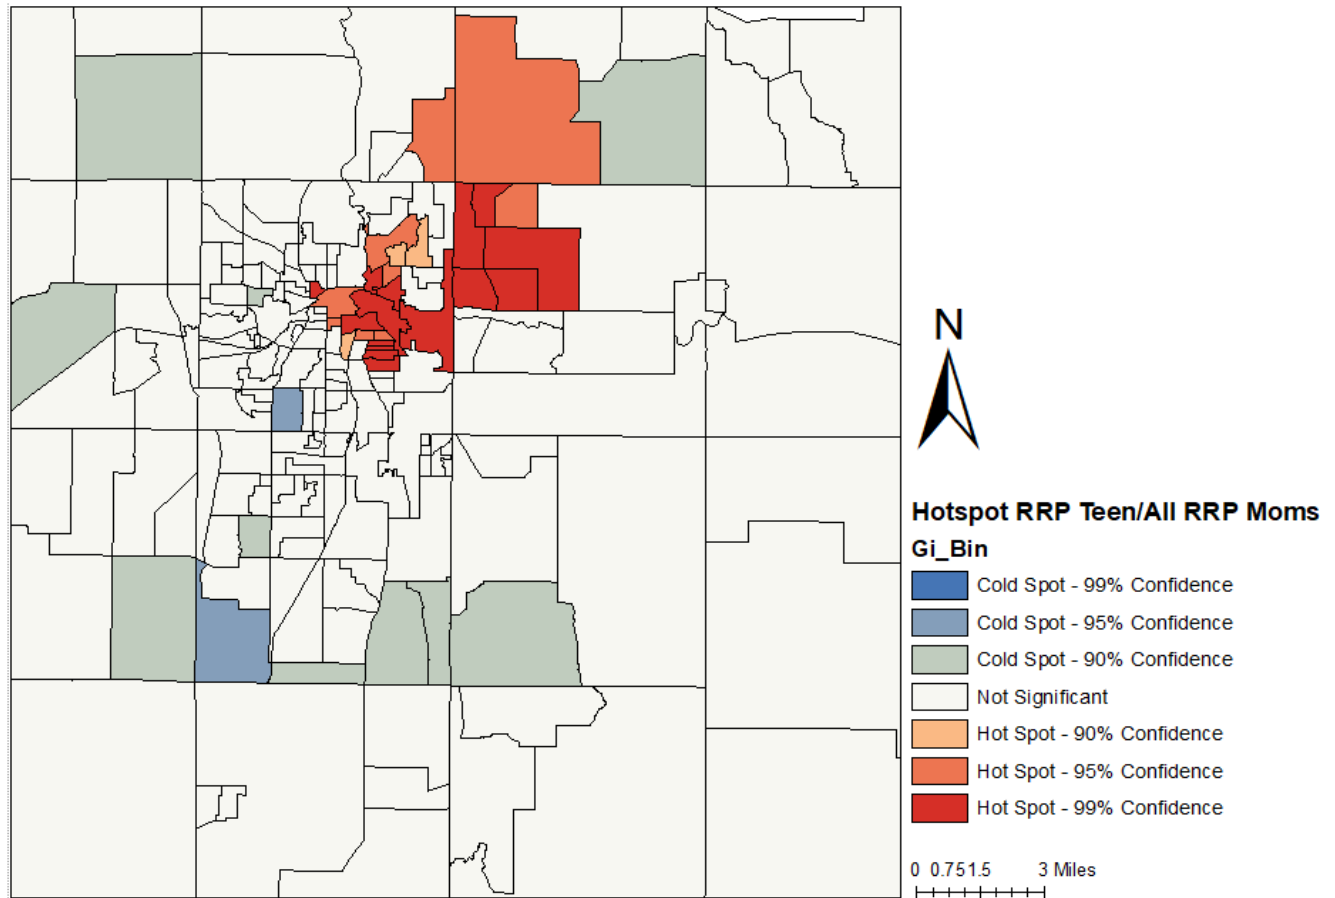 N
Hotspot RRP Teen/All RRP Moms
Gi_Bin
Cold Spot - 99% Confidence
Cold Spot - 95% Confidence
Cold Spot - 90% Confidence
Not Significant
Hot Spot - 90% Confidence
Hot Spot - 95% Confidence
Hot Spot - 99% Confidence
0 0.751.5 3 Miles